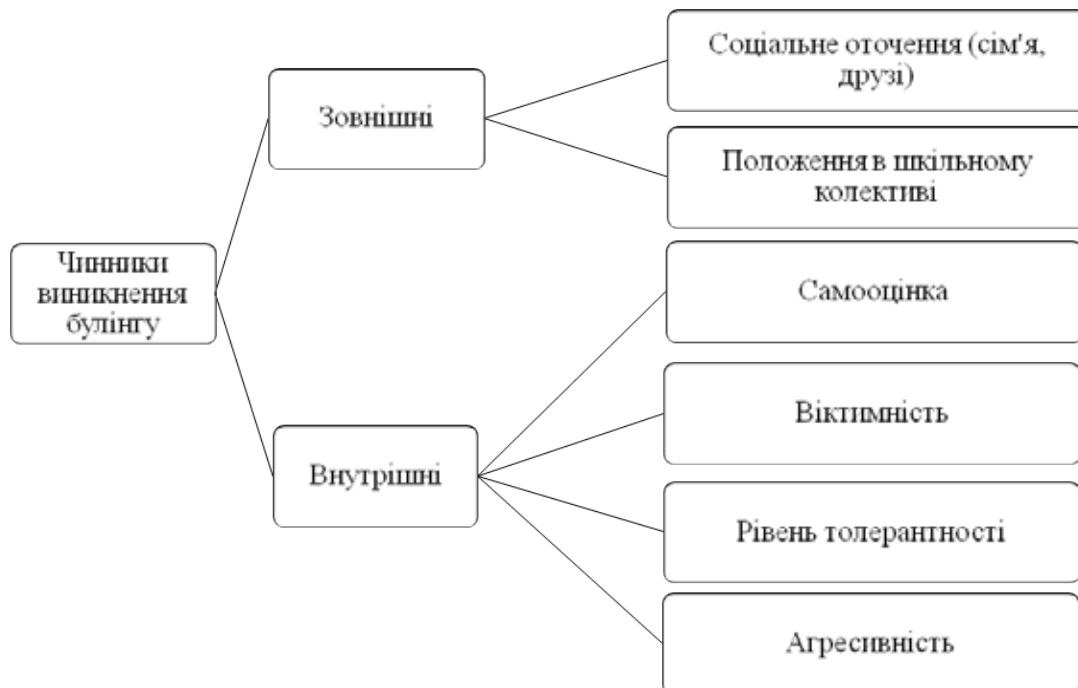 Чинники
виникнення
булінгу
Зовнішні
Соціальне оточення (сім'я,
друзі)
Положення в шкільному
колективі
Внутрішні
Самооцінка
Віктимність
Рівень толерантності
Агресивність